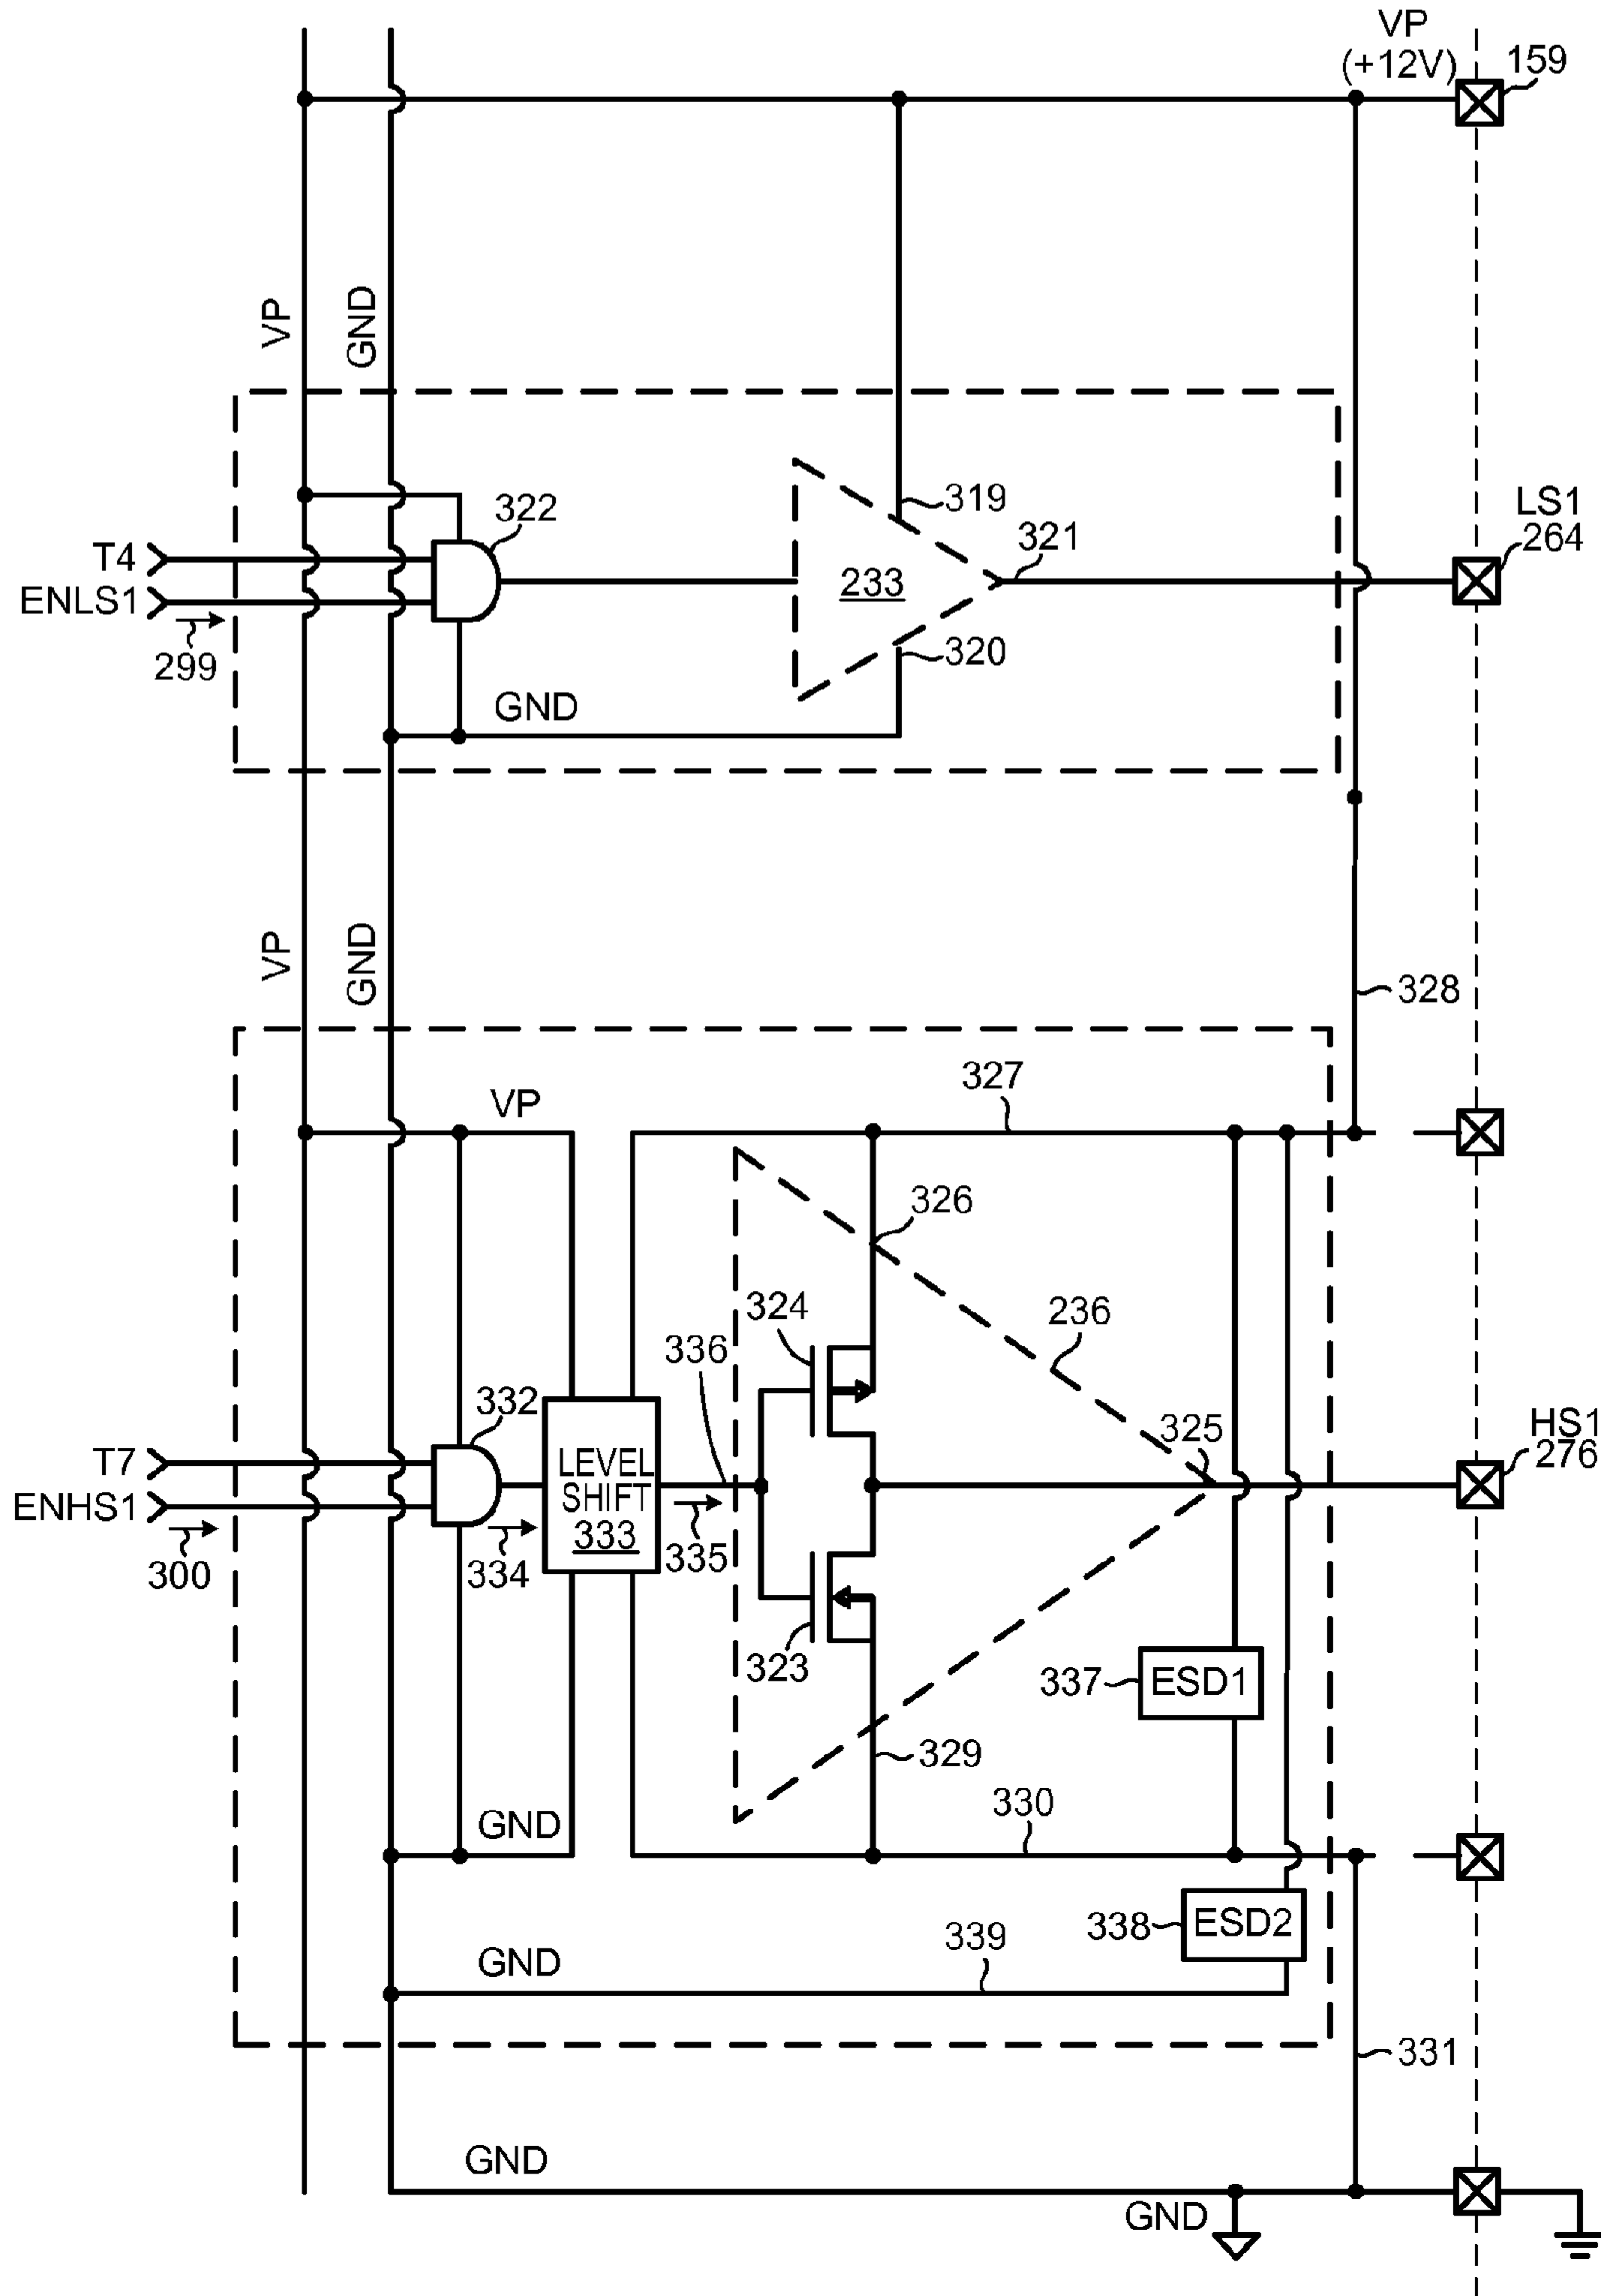 VP
(+12V)
159
VP
GND
LS1
264
322
319
321
T4
ENLS1
299
233
320
GND
VP
GND
328
327
VP
326
324
236
336
332
325
HS1
276
T7
ENHS1
300
334
LEVEL
SHIFT
333
335
323
337
ESD1
329
330
GND
338
ESD2
339
GND
331
GND
GND